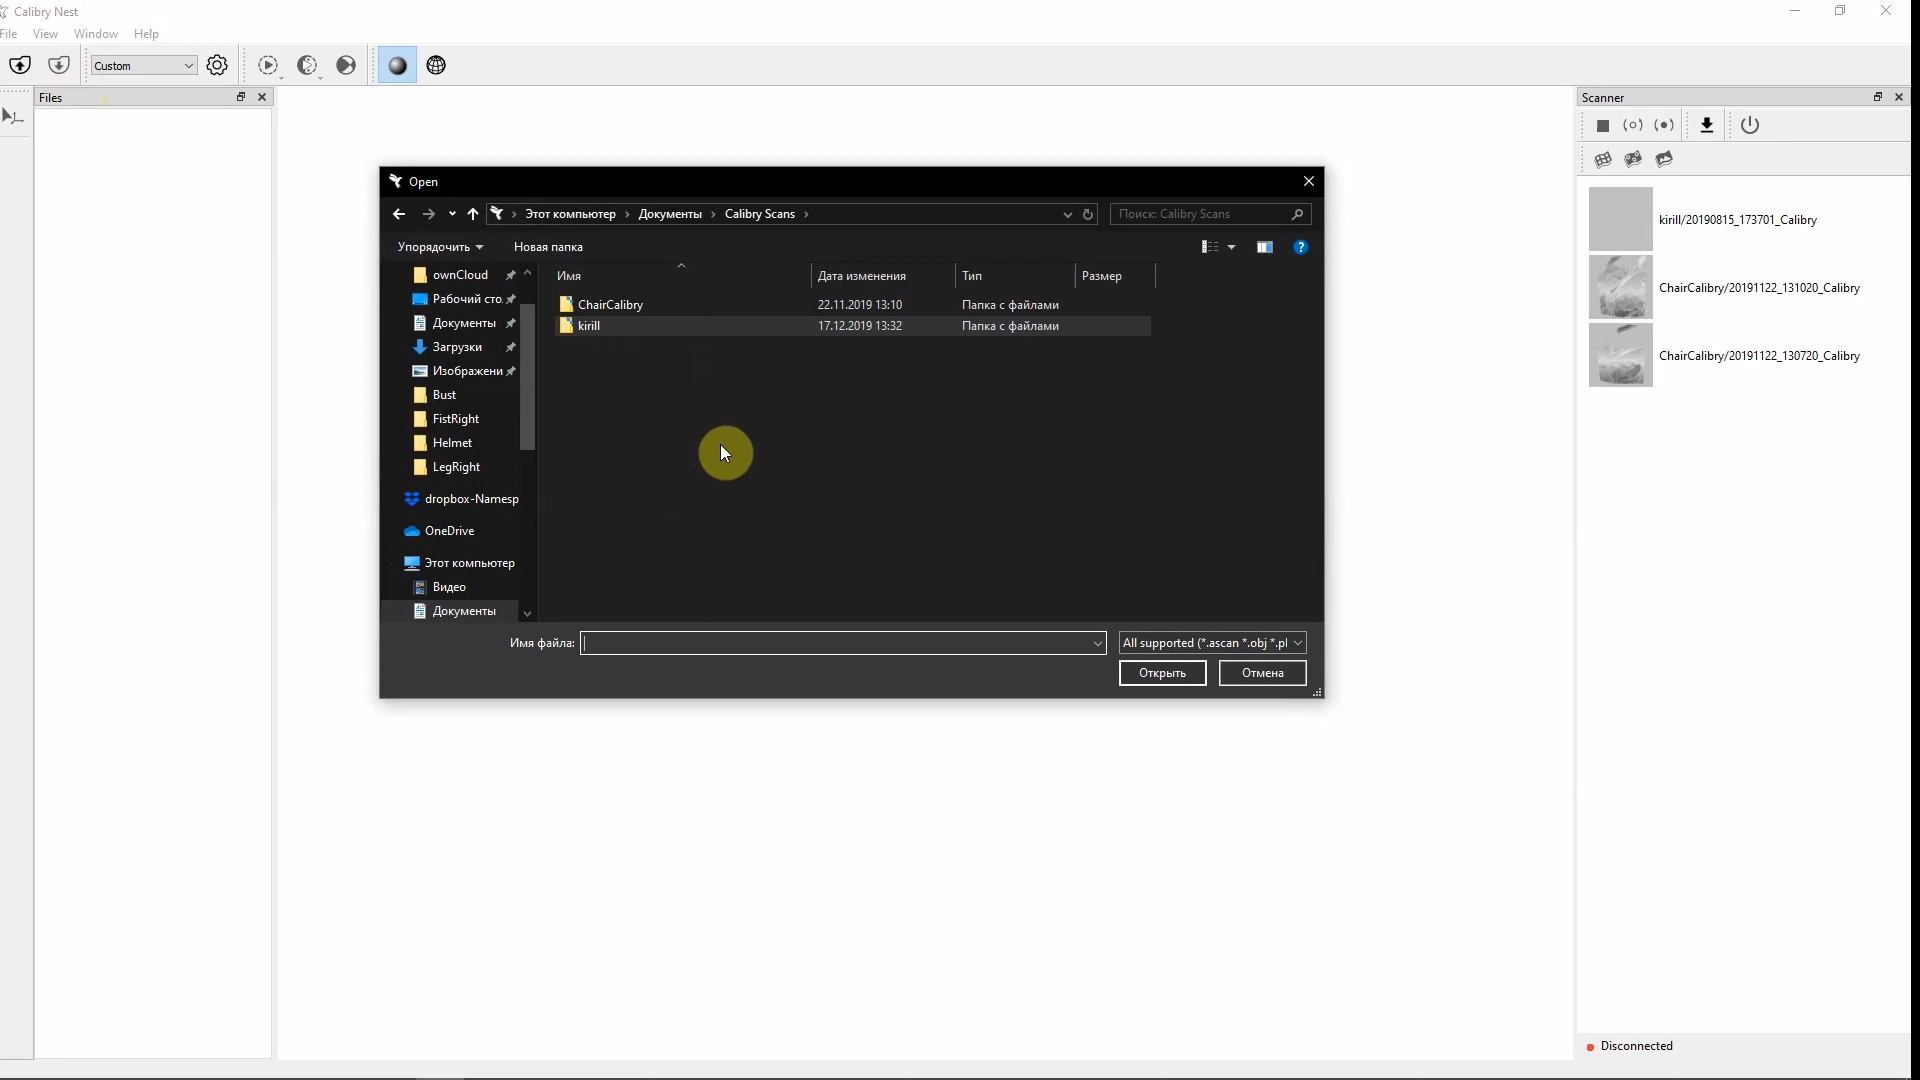 Calibry Nest
File View Window Help
Custom
Files
Scanner
Open
Этот компьютер Документы Calibry Scans
Поиск: Calibry Scans
Упорядочить Новая папка
Имя Дата изменения Тип Размер
ChairCalibry 22.11.2019 13:10 Папка с файлами
kirill 17.12.2019 13:32 Папка с файлами
ownCloud
Рабочий сто.
Документы
Загрузки
Изображени
Bust
FistRight
Helmet
LegRight
dropbox-Namesp
OneDrive
Этот компьютер
Видео
Документы
Имя файла:
All supported (*.ascan *.obj *.pl
Открыть Отмена
kirill/20190815_173701_Calibry
ChairCalibry/20191122_131020_Calibry
ChairCalibry/20191122_130720_Calibry
Disconnected